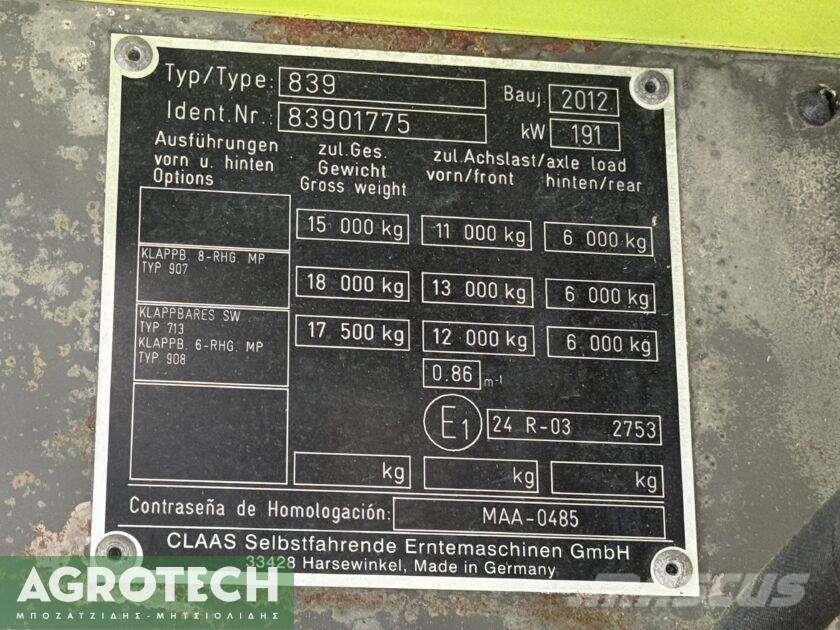 Typ/Type: 839 Bauj. 2012
Ident.Nr.: 83901775 kW 191
Ausführungen vorn u. hinten Options
zul.Ges. Gewicht Gross weight
zul.Achslast/axle load
vorn/front hinten/rear
15 000 kg 11 000 kg 6 000 kg
KLAPPB. 8-RHG. MP
TYP 907
18 000 kg 13 000 kg 6 000 kg
KLAPPBARES SW
TYP 713
KLAPPB. 6-RHG. MP
TYP 908
17 500 kg 12 000 kg 6 000 kg
0.86 m⁻¹
E1 24 R-03 2753
kg kg kg
Contraseña de Homologación: MAA-0485
CLAAS Selbstfahrende Erntemaschinen GmbH
33428 Harsewinkel, Made in Germany
AGROTECH
ΜΠΟΖΑΤΖΙΔΗΣ-ΜΗΤΣΙΟΛΙΔΗΣ
MASCUS